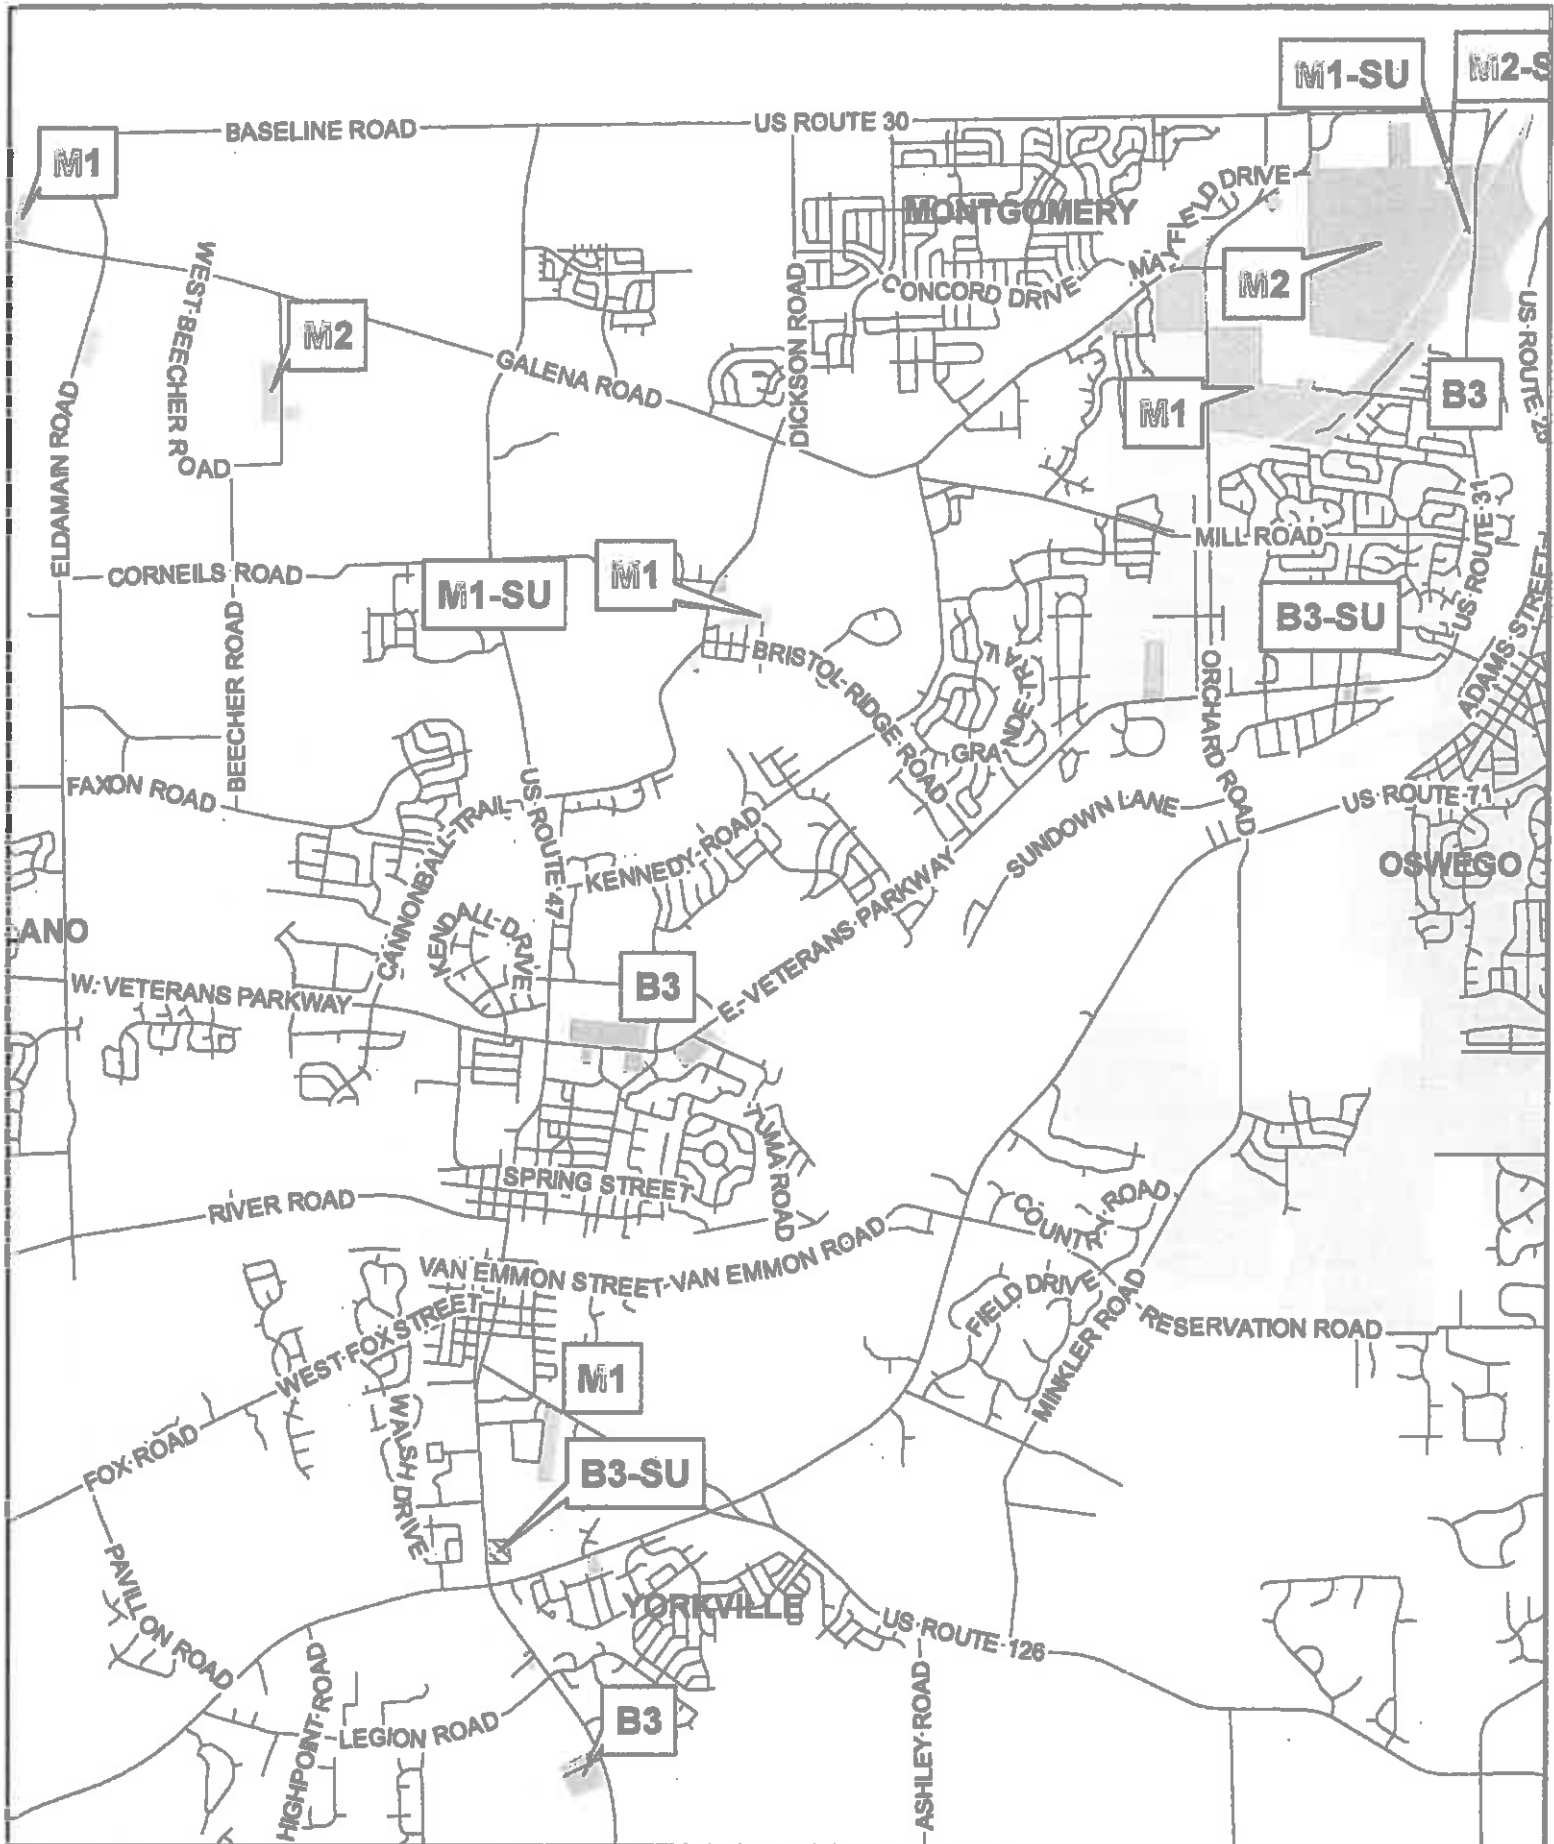 M1-SU
M2-S
BASELINE ROAD
US ROUTE 30
M1
MAYFIELD DRIVE
MONTGOMERY
WEST BEECHER ROAD
M2
CONCORD DRIVE
DICKSON ROAD
US ROUTE 25
M2
GALENA ROAD
B3
M1
ELDAMAIN ROAD
US ROUTE 31
MILL ROAD
CORNEILS ROAD
M1-SU
M1
B3-SU
ADAMS STREET
BEECHER ROAD
BRISTOL RIDGE ROAD
GRANDE TRAIL
ORCHARD ROAD
FAXON ROAD
US ROUTE 47
CANNONBALL TRAIL
KENNEDY ROAD
SUNDOWN LANE
US ROUTE 71
OSWEGO
ANO
KENDALL DRIVE
B3
E. VETERANS PARKWAY
W. VETERANS PARKWAY
TUMA ROAD
SPRING STREET
RIVER ROAD
COUNTRY ROAD
VAN EMMON STREET-VAN EMMON ROAD
FIELD DRIVE
MINKLER ROAD
RESERVATION ROAD
WEST FOX STREET
M1
WALSH DRIVE
FOX ROAD
B3-SU
PAVILLON ROAD
YORKVILLE
US ROUTE 126
HIGHPOINT ROAD
LEGION ROAD
B3
ASHLEY ROAD